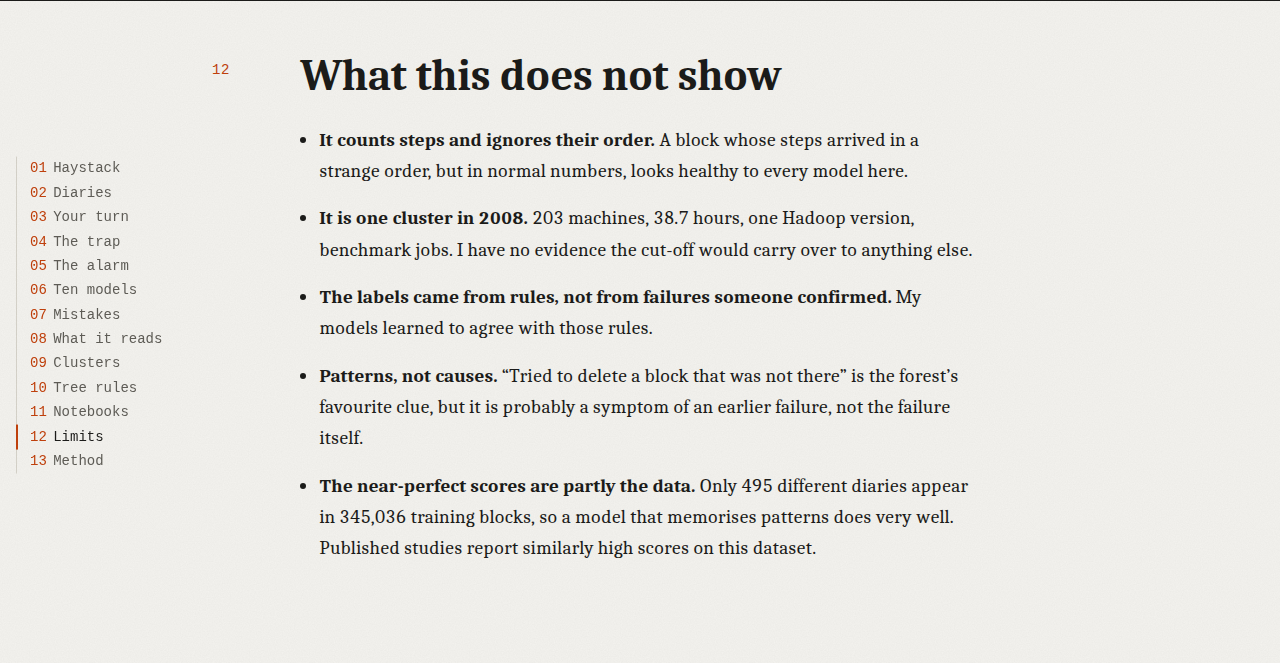 12
What this does not show
It counts steps and ignores their order. A block whose steps arrived in a
strange order, but in normal numbers, looks healthy to every model here.
It is one cluster in 2008. 203 machines, 38.7 hours, one Hadoop version,
benchmark jobs. I have no evidence the cut-off would carry over to anything else.
The labels came from rules, not from failures someone confirmed. My
models learned to agree with those rules.
Patterns, not causes. “Tried to delete a block that was not there” is the forest’s
favourite clue, but it is probably a symptom of an earlier failure, not the failure
itself.
The near-perfect scores are partly the data. Only 495 different diaries appear
in 345,036 training blocks, so a model that memorises patterns does very well.
Published studies report similarly high scores on this dataset.
01 Haystack
02 Diaries
03 Your turn
04 The trap
05 The alarm
06 Ten models
07 Mistakes
08 What it reads
09 Clusters
10 Tree rules
11 Notebooks
12 Limits
13 Method